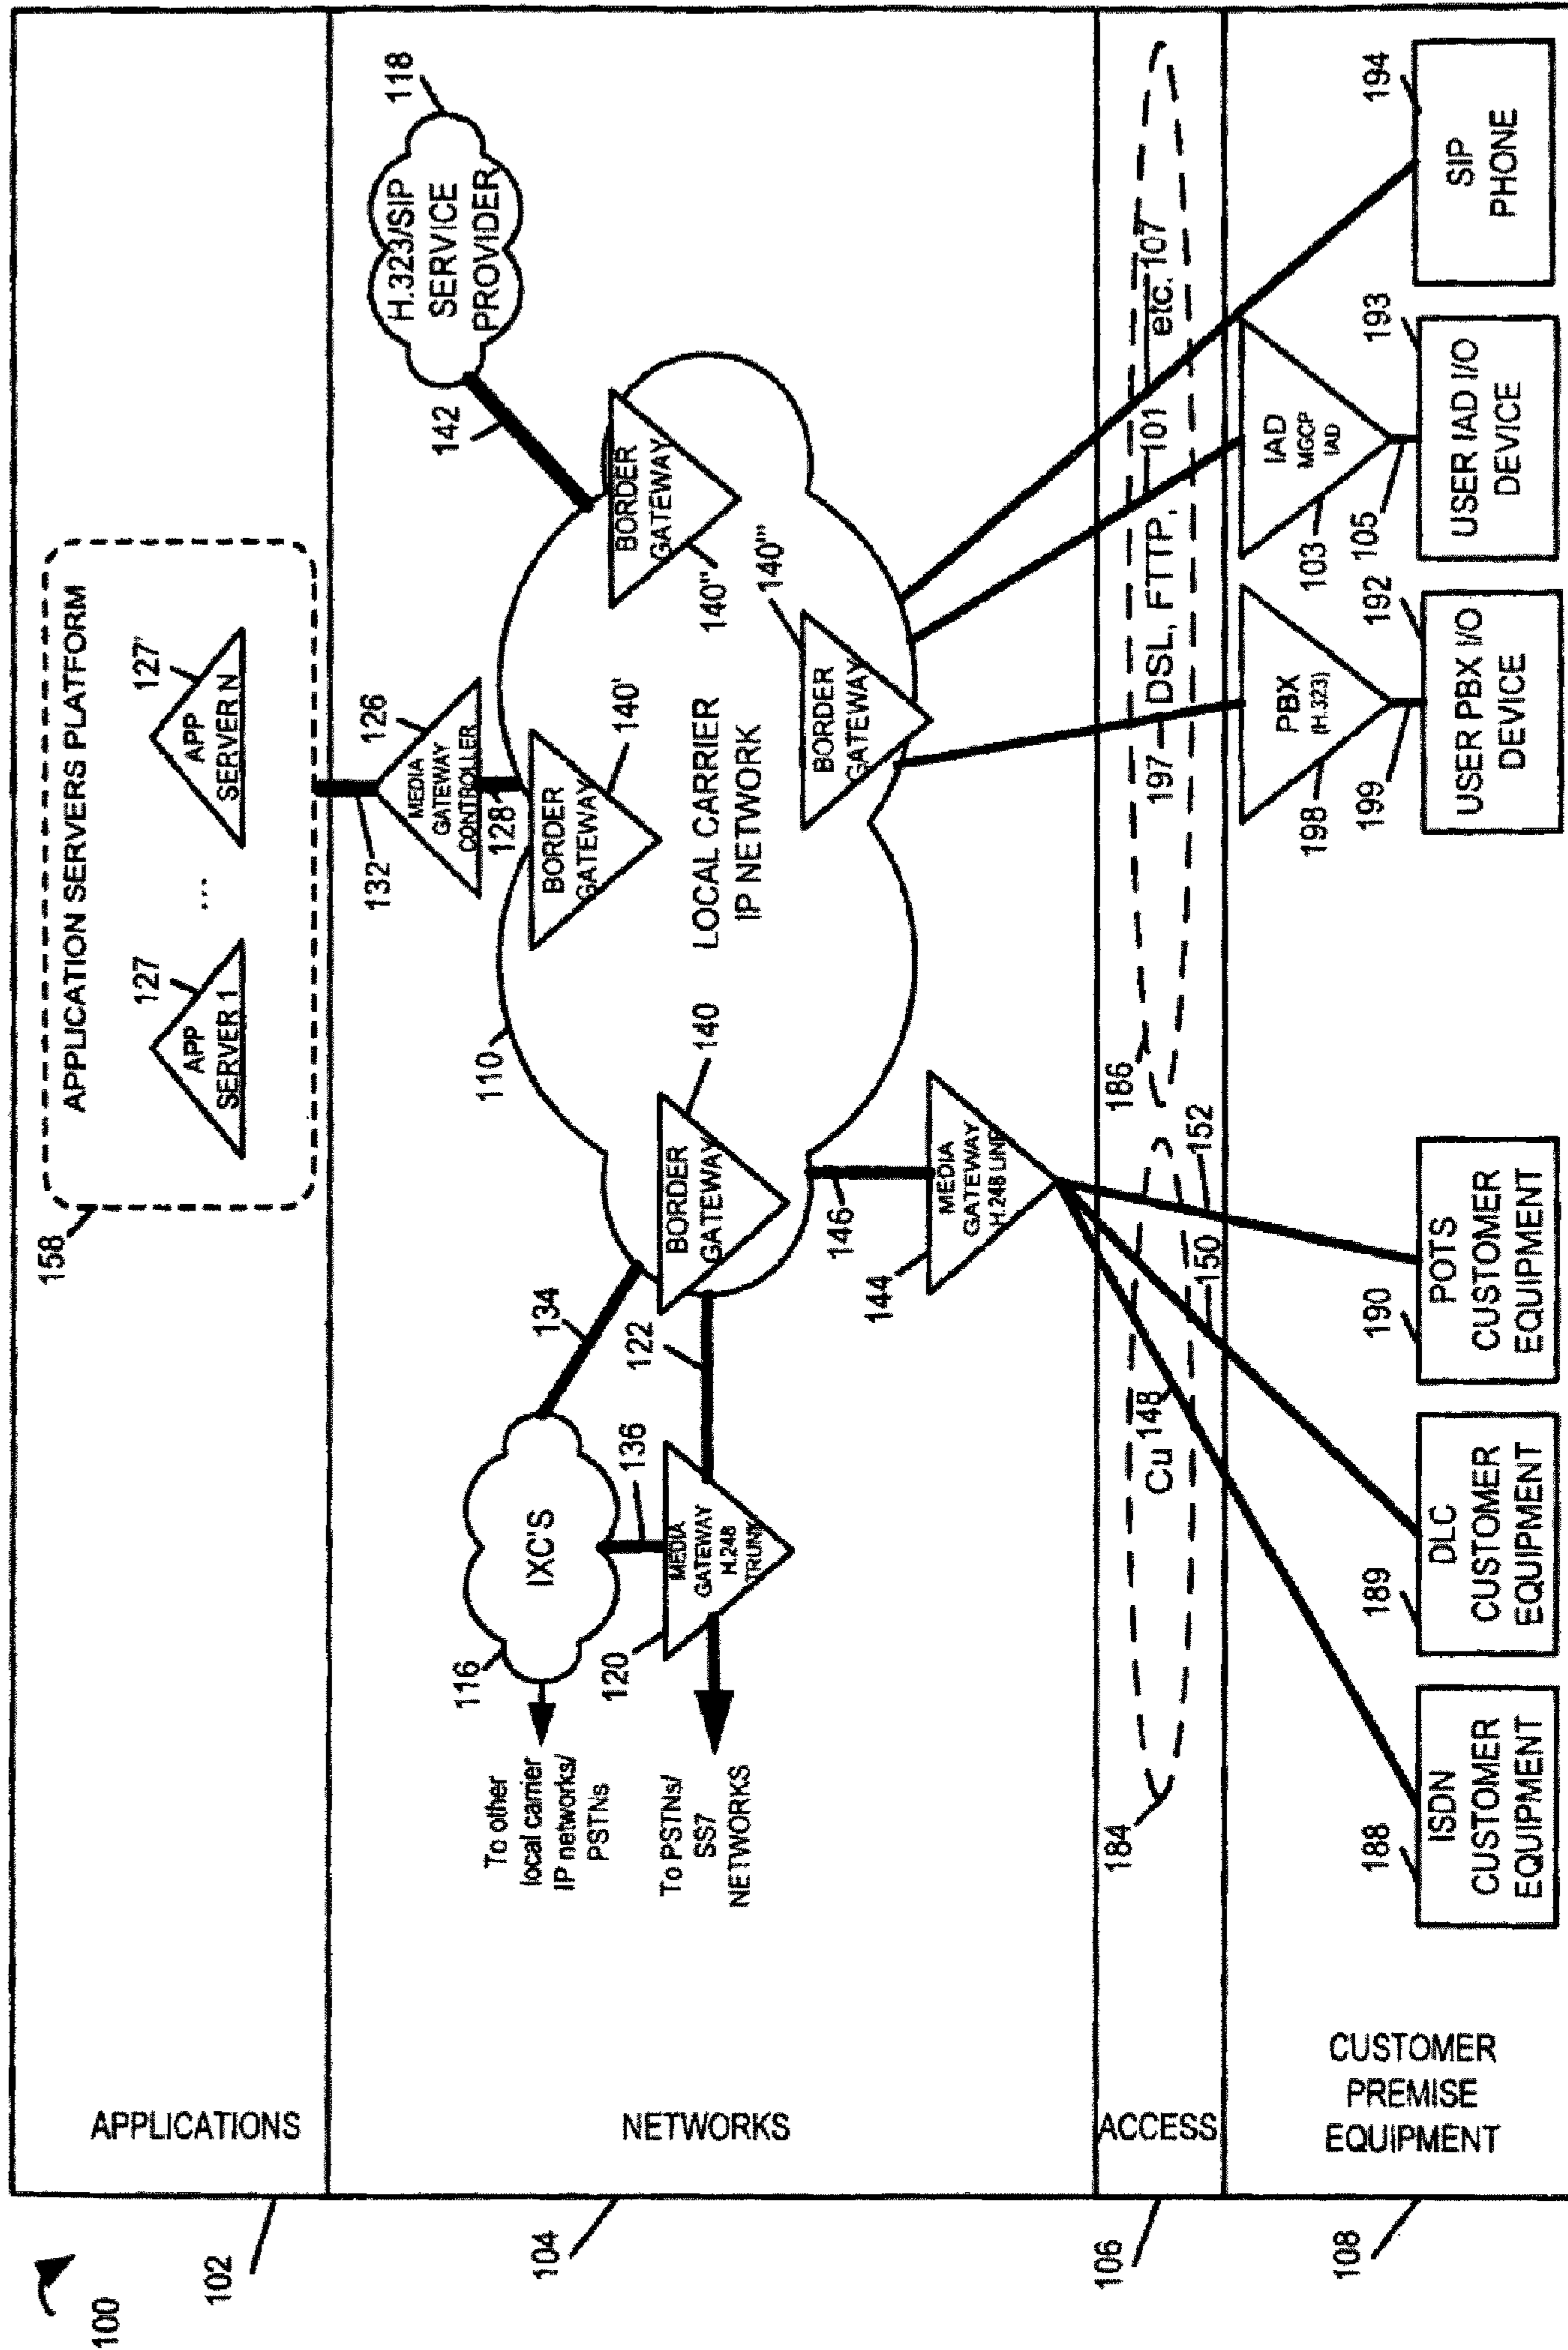 100
102
APPLICATIONS
158
APPLICATION SERVERS PLATFORM
127
APP
SERVER 1
...
127"
APP
SERVER N
132
104
NETWORKS
126
MEDIA
GATEWAY
CONTROLLER
128
118
H.323/SIP
SERVICE
PROVIDER
142
110
LOCAL CARRIER
IP NETWORK
BORDER
GATEWAY
140
BORDER
GATEWAY
140'
BORDER
GATEWAY
140"
BORDER
GATEWAY
140"'
116
IXC'S
134
136
122
120
MEDIA
GATEWAY
H.248
TRUNK
To other
local carrier
IP networks/
PSTNs
To PSTNs/
SS7
NETWORKS
146
144
MEDIA
GATEWAY
H.248 LINE
106
ACCESS
184
Cu
148
150
152
186
197
DSL, FTTP,
101
etc.
107
108
CUSTOMER
PREMISE
EQUIPMENT
188
ISDN
CUSTOMER
EQUIPMENT
189
DLC
CUSTOMER
EQUIPMENT
190
POTS
CUSTOMER
EQUIPMENT
198
PBX
(H.323)
199
192
USER PBX I/O
DEVICE
103
IAD
MGCP
IAD
105
193
USER IAD I/O
DEVICE
194
SIP
PHONE